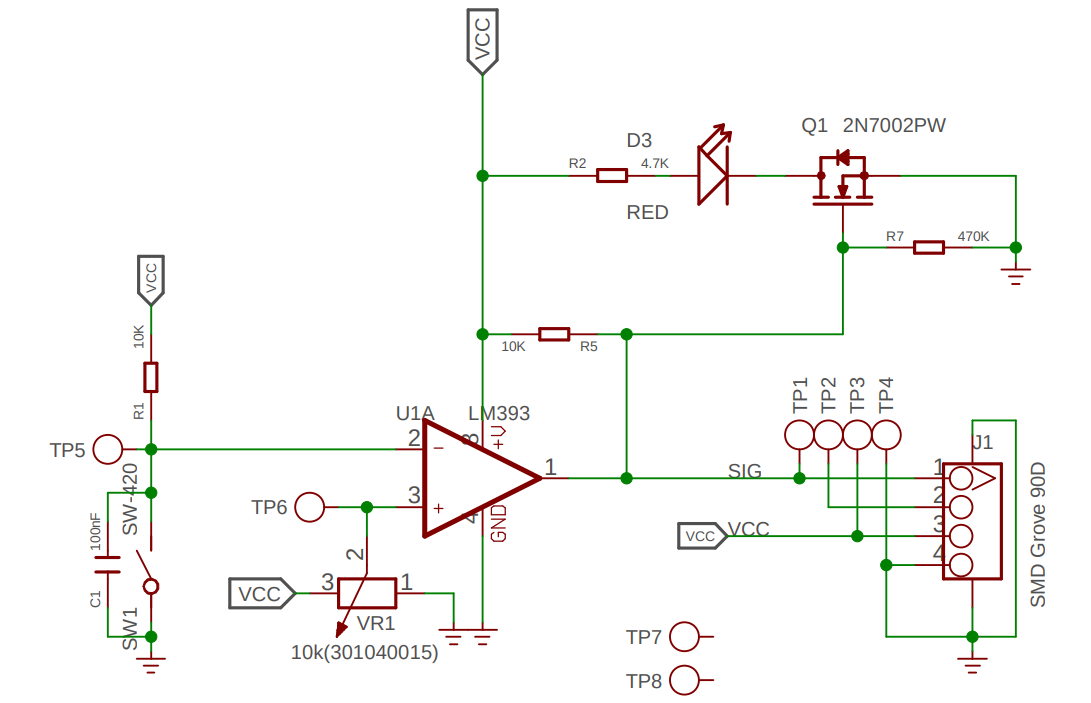 VCC
D3
Q1 2N7002PW
R2 4.7K
RED
R7 470K
VCC
10K
R1
10K R5
U1A LM393
TP1
TP2
TP3
TP4
TP5
2
−
8
V+
1
SIG
J1
1
2
3
4
SMD Grove 90D
SW-420
100nF
C1
SW1
TP6
3
+
4
GND
VCC
VCC
2
VCC
3
1
VR1
10k(301040015)
TP7
TP8